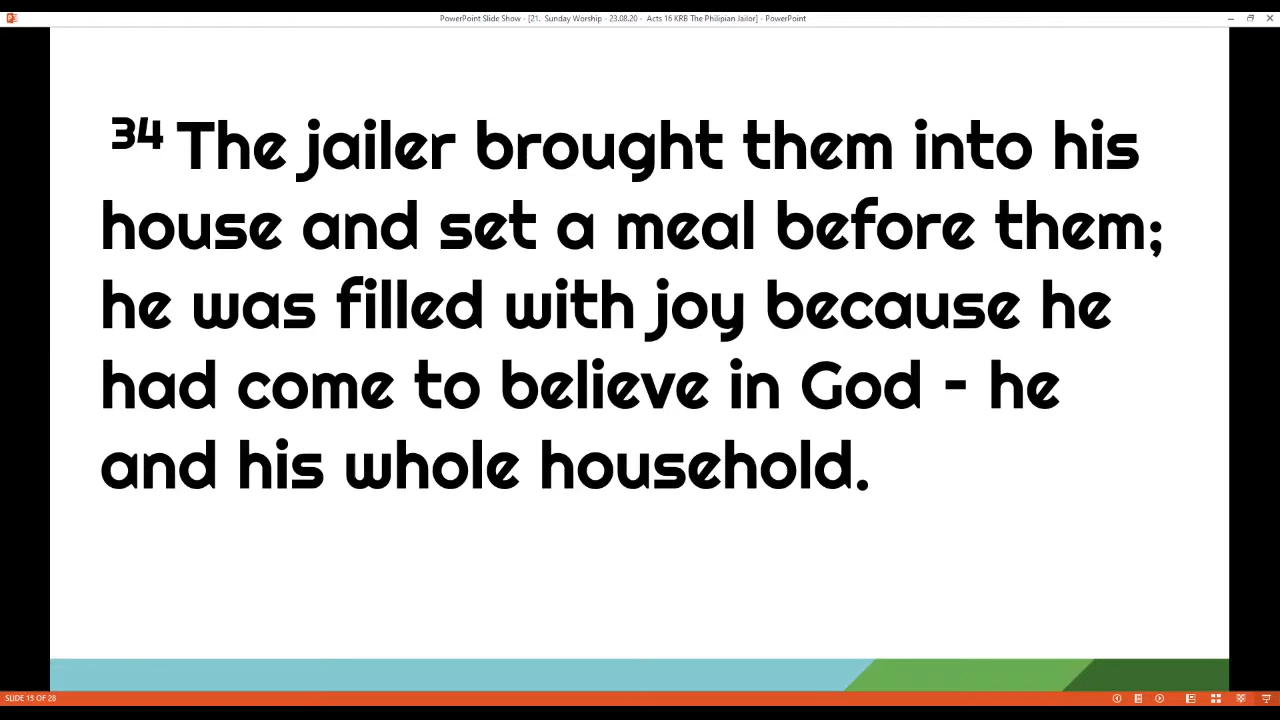 PowerPoint Slide Show - [21. Sunday Worship - 23.08.20 - Acts 16 KRB The Philipian Jailor] - PowerPoint
34 The jailer brought them into his
house and set a meal before them;
he was filled with joy because he
had come to believe in God - he
and his whole household.
SLIDE 15 OF 28